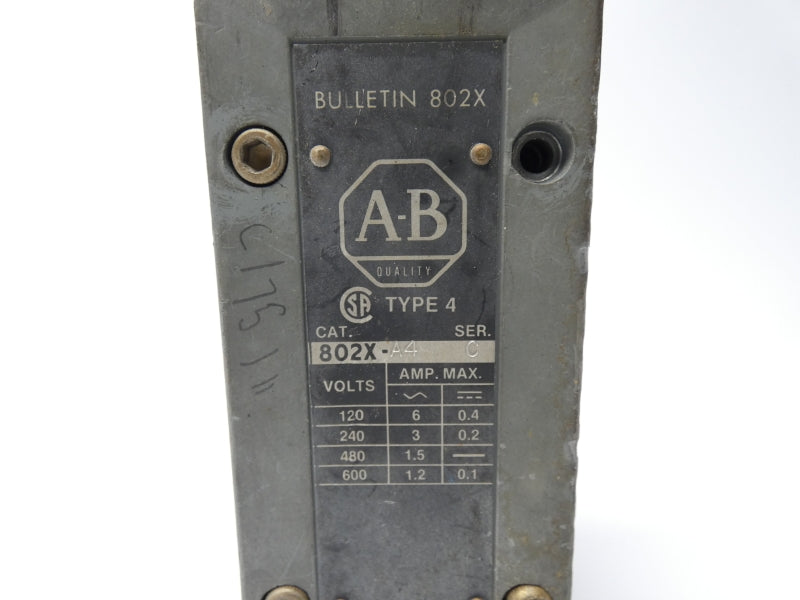 BULLETIN 802X
A-B
QUALITY
SA TYPE 4
CAT. SER.
802X-A4 C
VOLTS AMP. MAX.
120 6 0.4
240 3 0.2
480 1.5 —
600 1.2 0.1